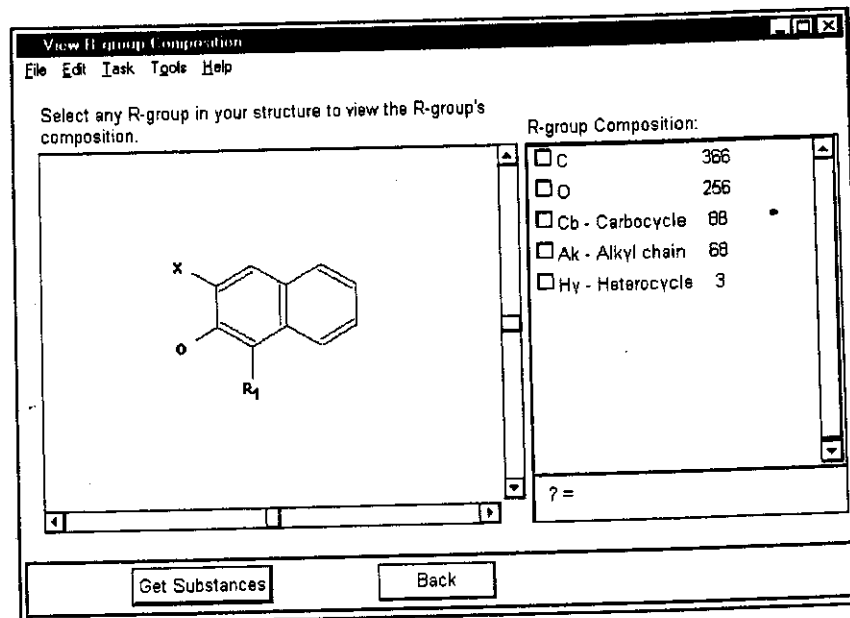 View R-group Composition
File Edit Task Tools Help
Select any R-group in your structure to view the R-group's
composition.
X
O
R1
R-group Composition:
C 366
O 256
Cb - Carbocycle 88
Ak - Alkyl chain 68
Hy - Heterocycle 3
? =
Get Substances
Back